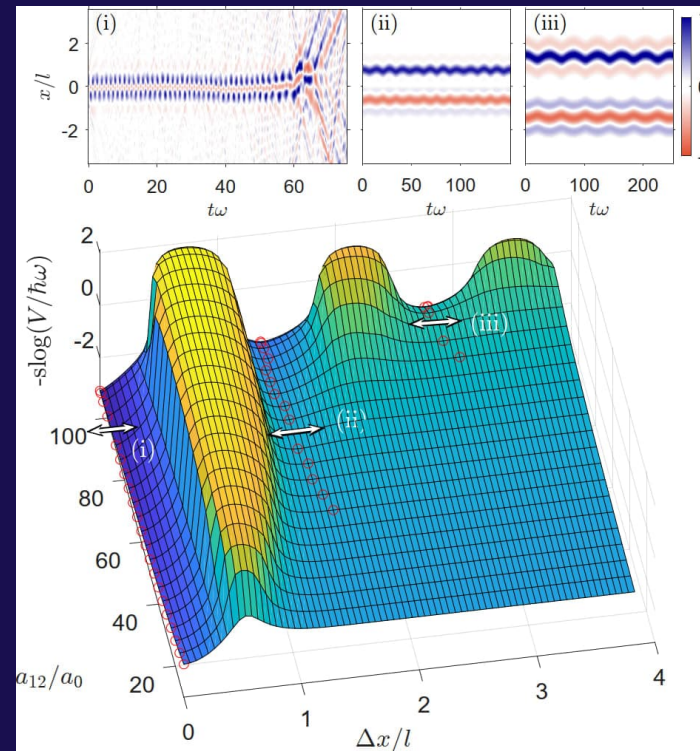 (i) (ii) (iii)
2
0
-2
x/l
0 20 40 60
0 50 100
0 100 200
tω tω tω
2
0
-2
-slog(V/ħω)
100
80
60
40
20
a₁₂/a₀
0 1 2 3 4
Δx/l
(i)
(ii)
(iii)